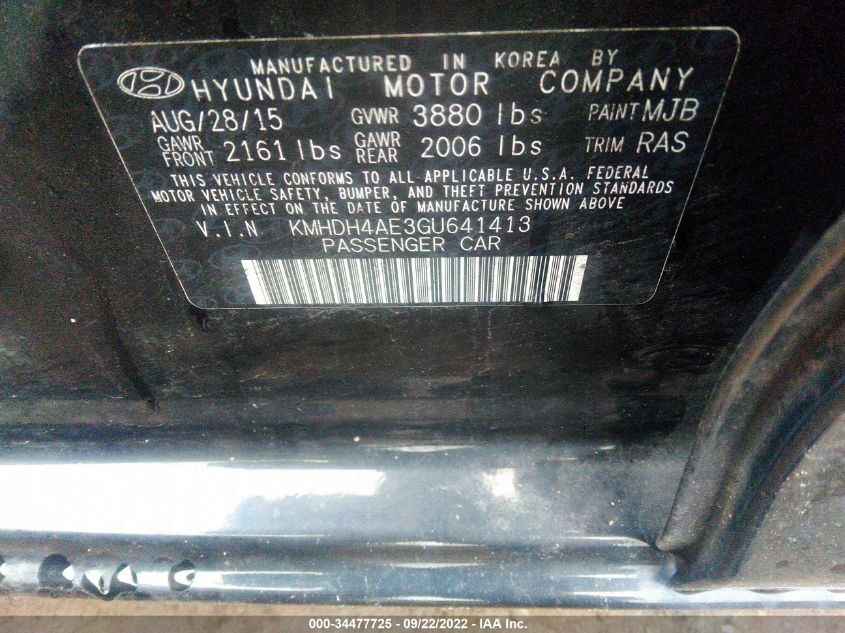 MANUFACTURED IN KOREA BY
HYUNDAI MOTOR COMPANY
AUG/28/15 GVWR 3880 lbs PAINT MJB
GAWR FRONT 2161 lbs GAWR REAR 2006 lbs TRIM RAS
THIS VEHICLE CONFORMS TO ALL APPLICABLE U.S.A. FEDERAL
MOTOR VEHICLE SAFETY, BUMPER, AND THEFT PREVENTION STANDARDS
IN EFFECT ON THE DATE OF MANUFACTURE SHOWN ABOVE
V.I.N KMHDH4AE3GU641413
PASSENGER CAR
000-34477725 - 09/22/2022 - IAA Inc.